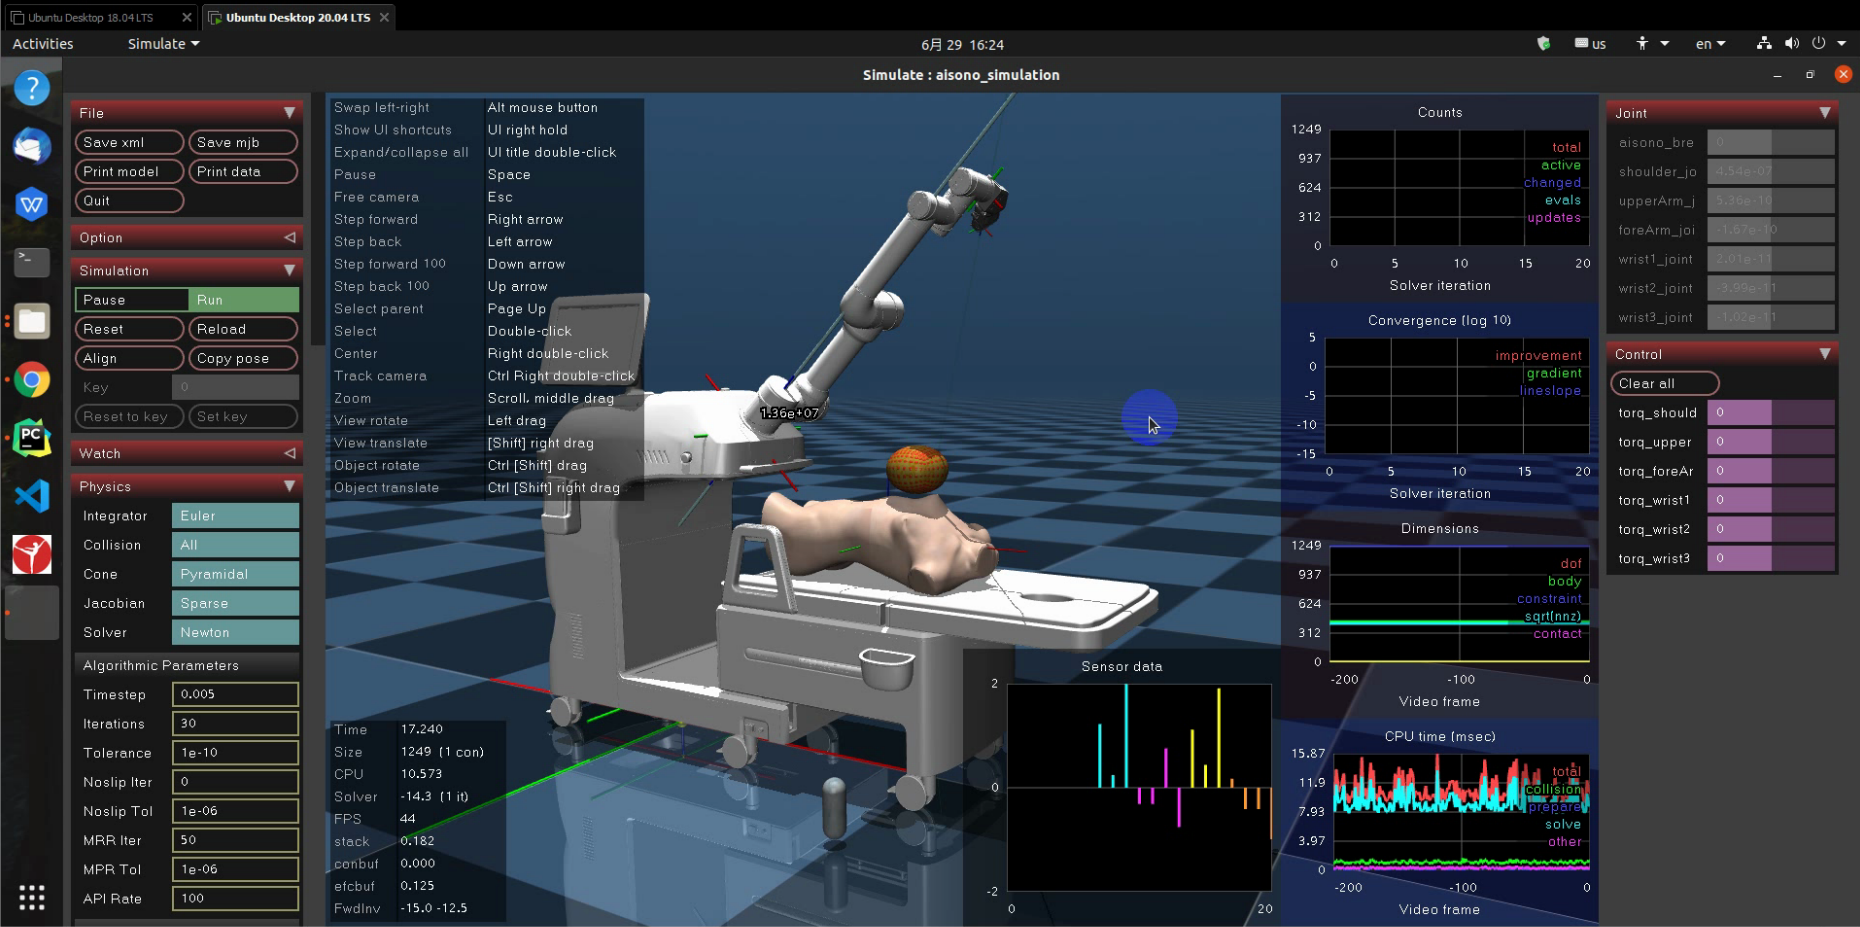 Ubuntu Desktop 18.04 LTS
Ubuntu Desktop 20.04 LTS
Activities
Simulate
6月 29 16:24
us
en
Simulate : aisono_simulation
File
Save xml
Save mjb
Print model
Print data
Quit
Option
Simulation
Pause
Run
Reset
Reload
Align
Copy pose
Key
0
Reset to key
Set key
Watch
Physics
Integrator Euler
Collision All
Cone Pyramidal
Jacobian Sparse
Solver Newton
Algorithmic Parameters
Timestep 0.005
Iterations 30
Tolerance 1e-10
Noslip Iter 0
Noslip Tol 1e-06
MRR Iter 50
MPR Tol 1e-06
API Rate 100
Swap left-right Alt mouse button
Show UI shortcuts UI right hold
Expand/collapse all UI title double-click
Pause Space
Free camera Esc
Step forward Right arrow
Step back Left arrow
Step forward 100 Down arrow
Step back 100 Up arrow
Select parent Page Up
Select Double-click
Center Right double-click
Track camera Ctrl Right double-click
Zoom Scroll, middle drag
View rotate Left drag
View translate [Shift] right drag
Object rotate Ctrl [Shift] drag
Object translate Ctrl [Shift] right drag
1.36e+07
Time 17.240
Size 1249 (1 con)
CPU 10.573
Solver -14.3 (1 it)
FPS 44
stack 0.182
conbuf 0.000
efcbuf 0.125
FwdInv -15.0 -12.5
Sensor data
2
0
-2
0 20
Counts
1249
937
624
312
0
total
active
changed
evals
updates
0 5 10 15 20
Solver iteration
Convergence (log 10)
5
0
-5
-10
-15
improvement
gradient
lineslope
0 5 10 15 20
Solver iteration
Dimensions
1249
937
624
312
0
dof
body
constraint
sqrt(nnz)
contact
-200 -100 0
Video frame
CPU time (msec)
15.87
11.9
7.93
3.97
0
total
collision
prepare
solve
other
-200 -100 0
Video frame
Joint
aisono_bre 0
shoulder_jo 4.54e-07
upperArm_j 5.36e-10
foreArm_joi -1.67e-10
wrist1_joint 2.01e-11
wrist2_joint -3.99e-11
wrist3_joint -1.02e-11
Control
Clear all
torq_should 0
torq_upper 0
torq_foreAr 0
torq_wrist1 0
torq_wrist2 0
torq_wrist3 0
PC